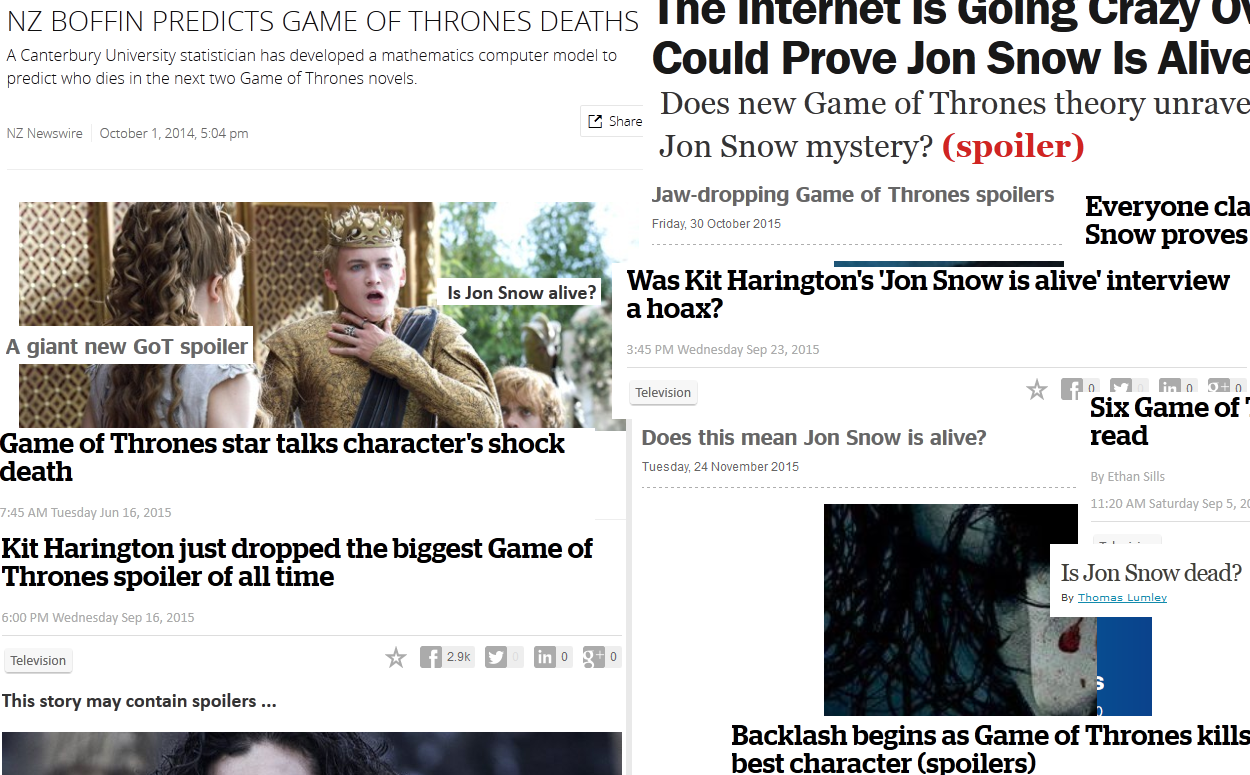 NZ BOFFIN PREDICTS GAME OF THRONES DEATHS
A Canterbury University statistician has developed a mathematics computer model to
predict who dies in the next two Game of Thrones novels.
NZ Newswire
October 1, 2014, 5:04 pm
Share
Is Jon Snow alive?
A giant new GoT spoiler
Game of Thrones star talks character's shock
death
7:45 AM Tuesday Jun 16, 2015
Kit Harington just dropped the biggest Game of
Thrones spoiler of all time
6:00 PM Wednesday Sep 16, 2015
Television
2.9k
0
0
0
This story may contain spoilers ...
The Internet Is Going Crazy
Could Prove Jon Snow Is Alive
Does new Game of Thrones theory
Jon Snow mystery? (spoiler)
Jaw-dropping Game of Thrones spoilers
Friday, 30 October 2015
Everyone
Snow proves
Was Kit Harington's 'Jon Snow is alive' interview
a hoax?
3:45 PM Wednesday Sep 23, 2015
Television
0
0
0
0
Six Game of
read
By Ethan Sills
11:20 AM Saturday Sep 5,
Does this mean Jon Snow is alive?
Tuesday, 24 November 2015
Is Jon Snow dead?
By Thomas Lumley
Backlash begins as Game of Thrones kills
best character (spoilers)